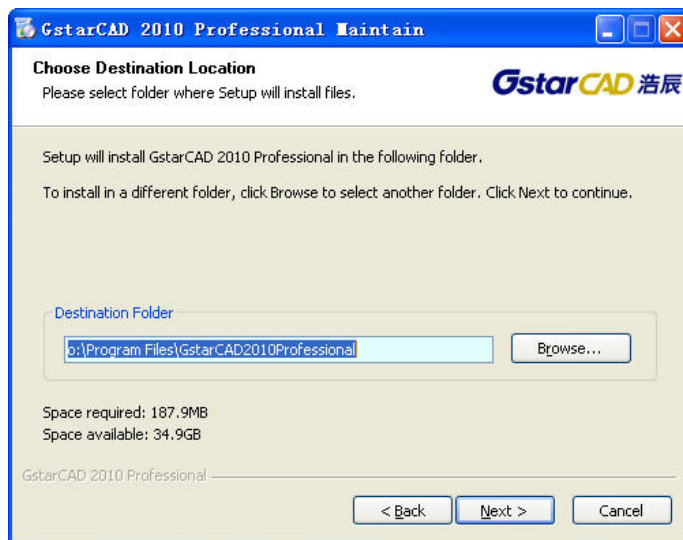 GstarCAD 2010 Professional Maintain
Choose Destination Location
Please select folder where Setup will install files.
GstarCAD 浩辰
Setup will install GstarCAD 2010 Professional in the following folder.
To install in a different folder, click Browse to select another folder. Click Next to continue.
Destination Folder
o:\Program Files\GstarCAD2010Professional
Browse...
Space required: 187.9MB
Space available: 34.9GB
GstarCAD 2010 Professional
< Back
Next >
Cancel